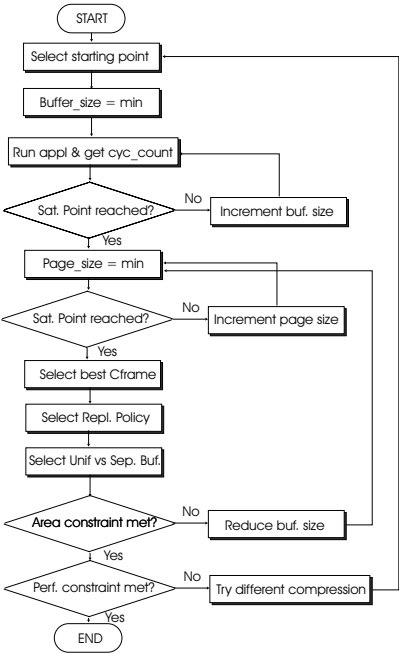 START
Select starting point
Buffer_size = min
Run appl & get cyc_count
Sat. Point reached?
No
Increment buf. size
Yes
Page_size = min
Sat. Point reached?
No
Increment page size
Yes
Select best Cframe
Select Repl. Policy
Select Unif vs Sep. Buf.
Area constraint met?
No
Reduce buf. size
Yes
Perf. constraint met?
No
Try different compression
Yes
END